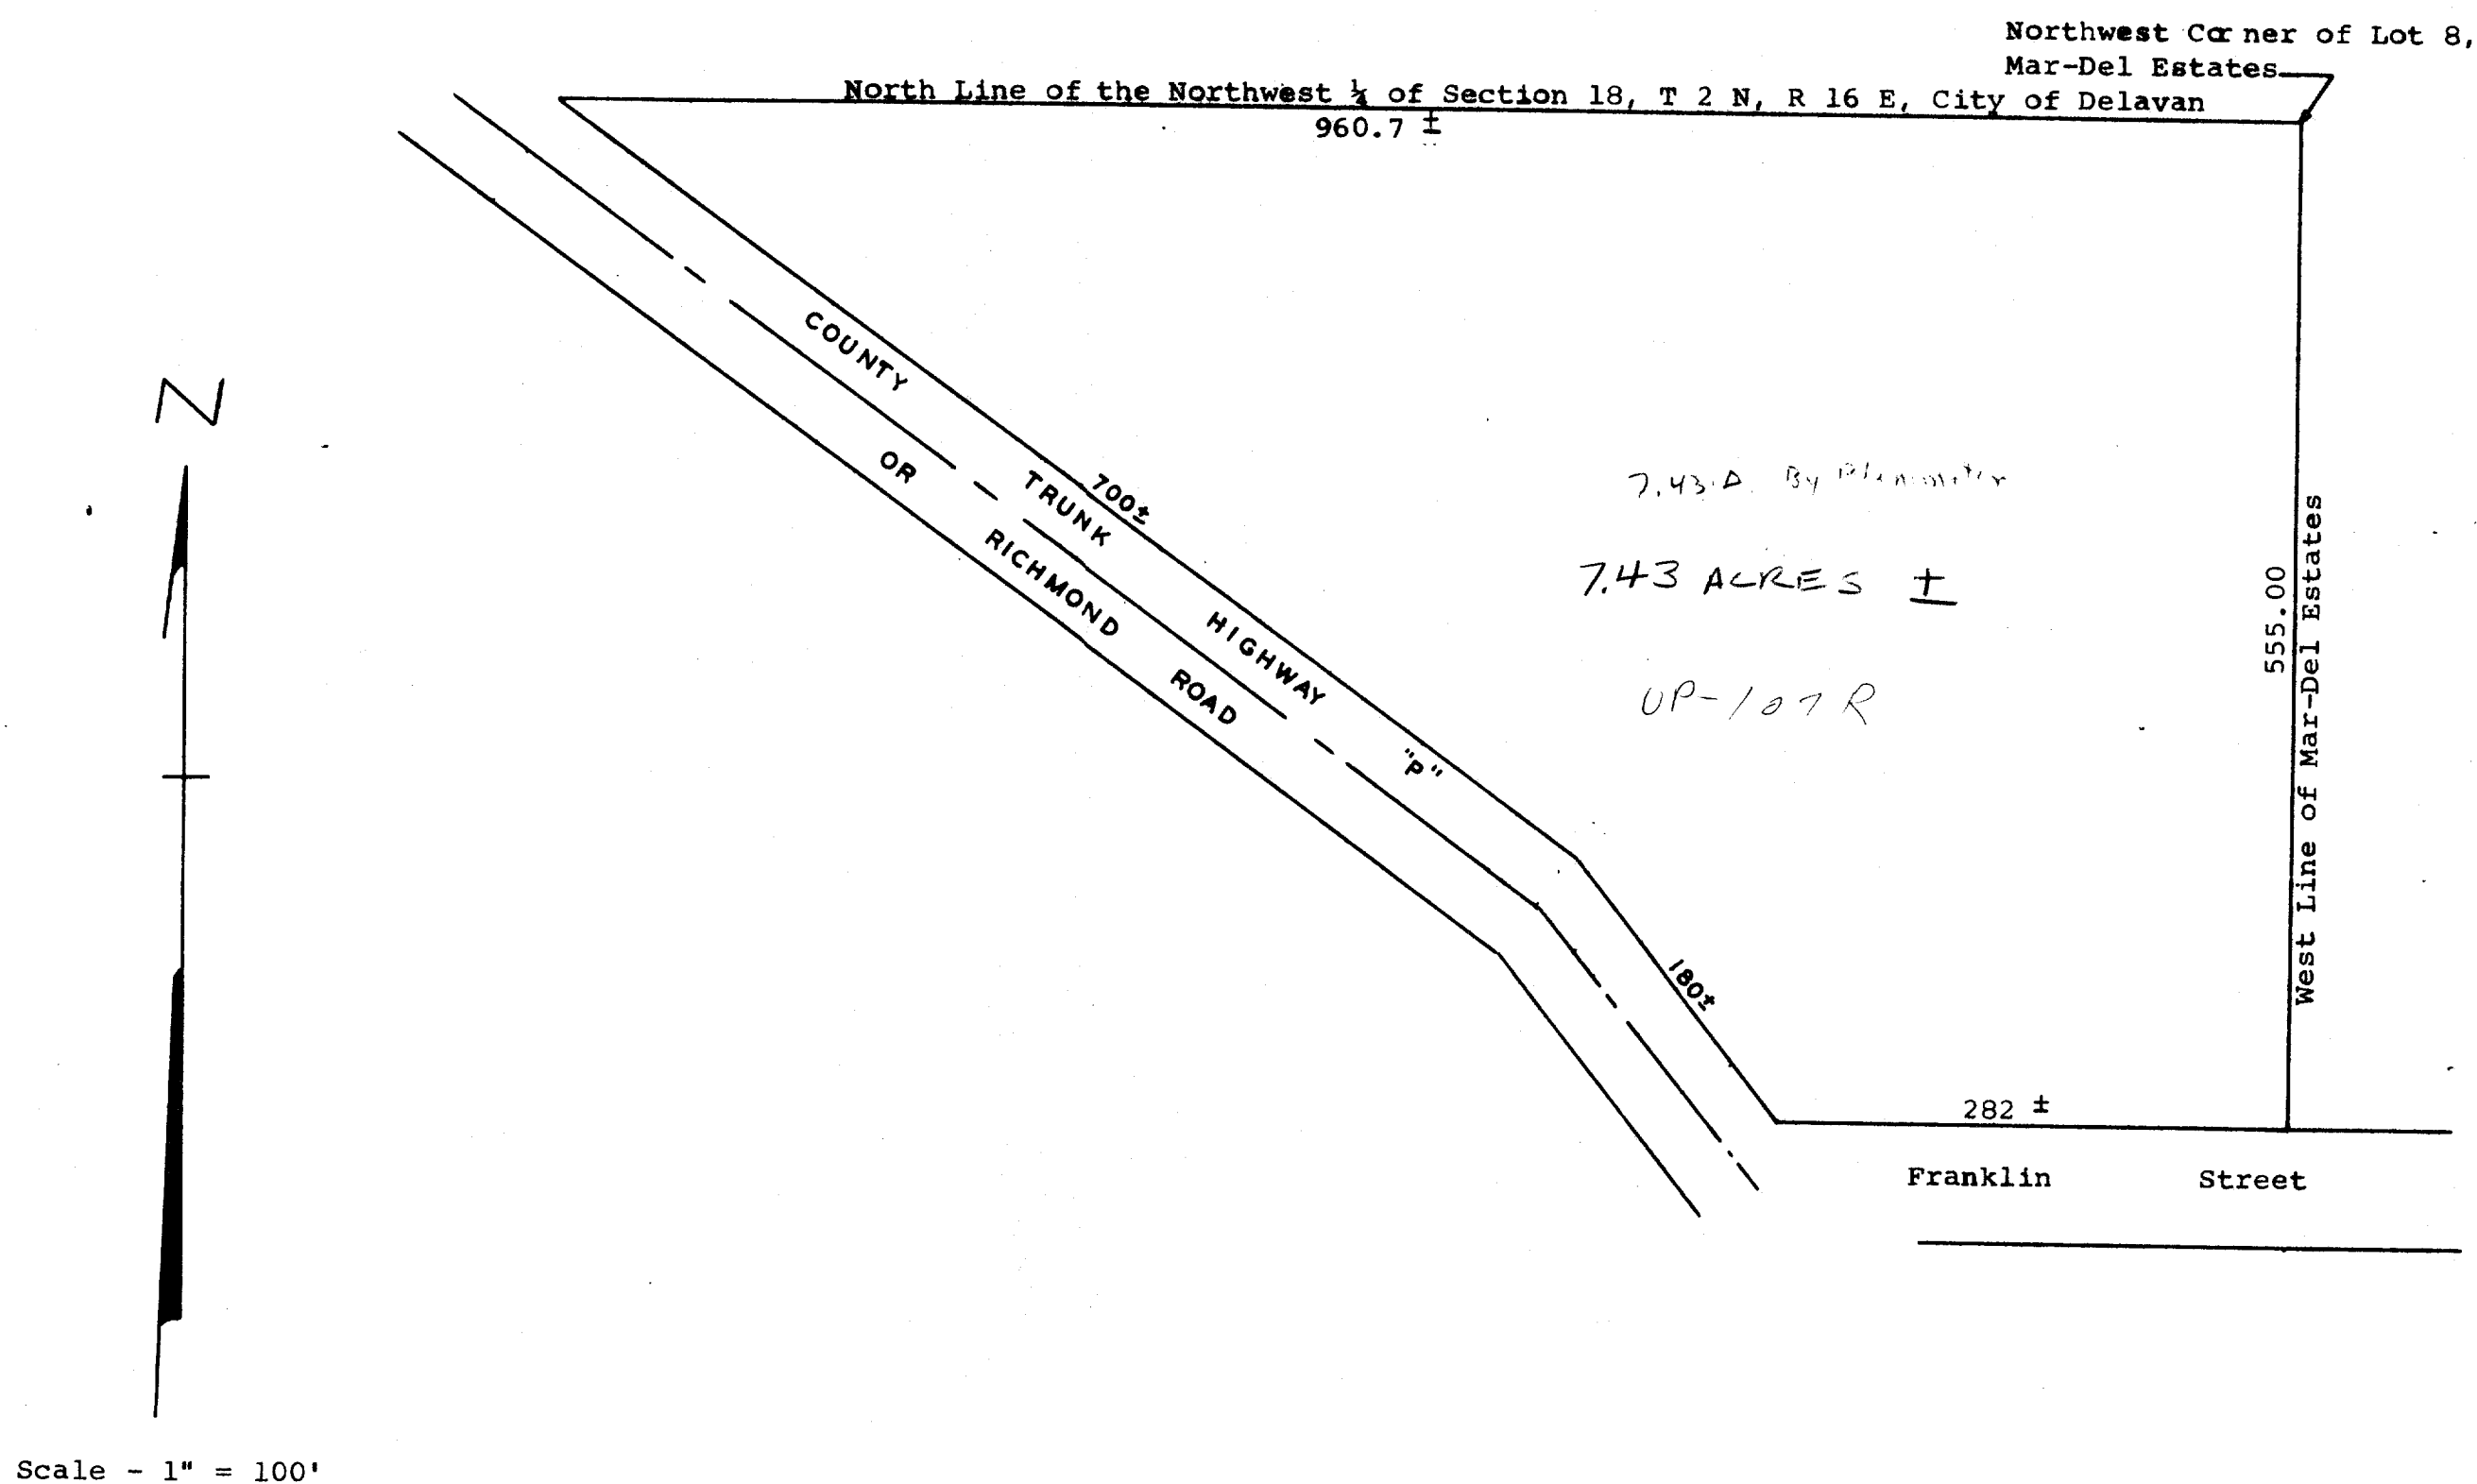 Northwest Corner of Lot 8,
Mar-Del Estates
North Line of the Northwest ¼ of Section 18, T 2 N, R 16 E, City of Delavan
960.7 ±
N
COUNTY TRUNK HIGHWAY "P"
OR RICHMOND ROAD
700±
7.43 A. By Planimeter
7.43 ACRES ±
UP-107R
555.00
West Line of Mar-Del Estates
180±
282 ±
Franklin Street
Scale - 1" = 100'